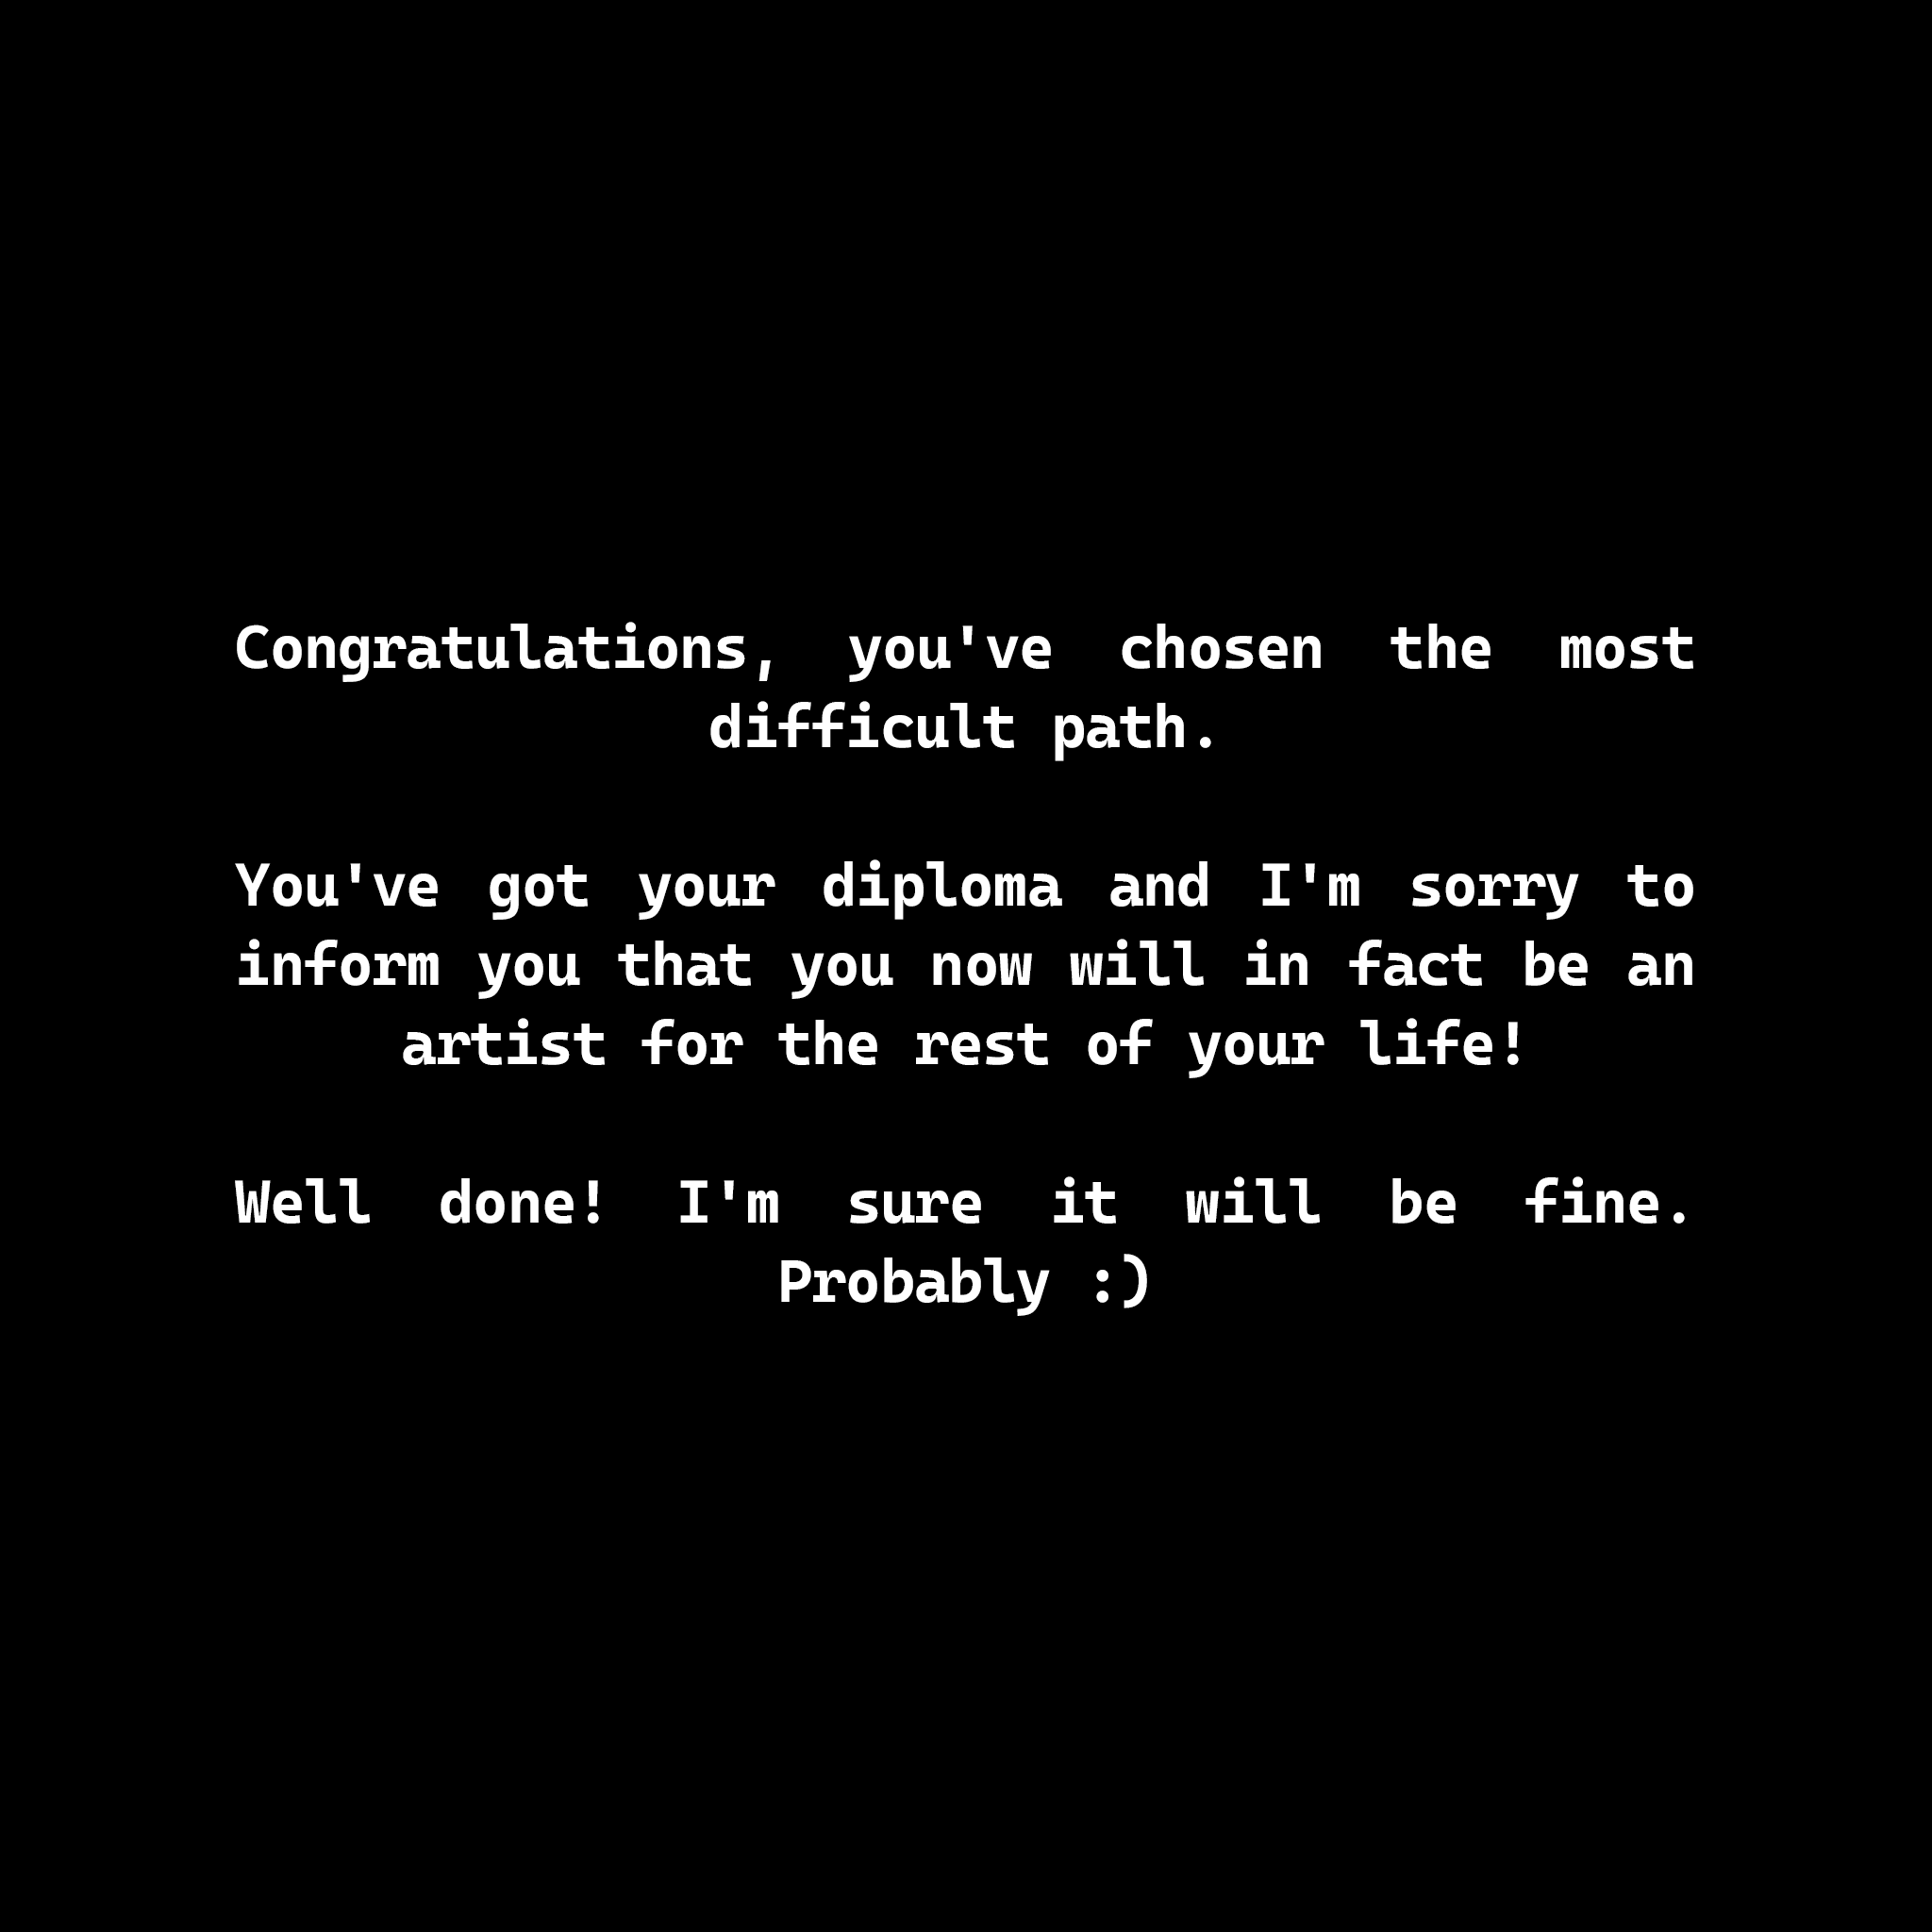 Congratulations, you've chosen the most
difficult path.
You've got your diploma and I'm sorry to
inform you that you now will in fact be an
artist for the rest of your life!
Well done! I'm sure it will be fine.
Probably :)